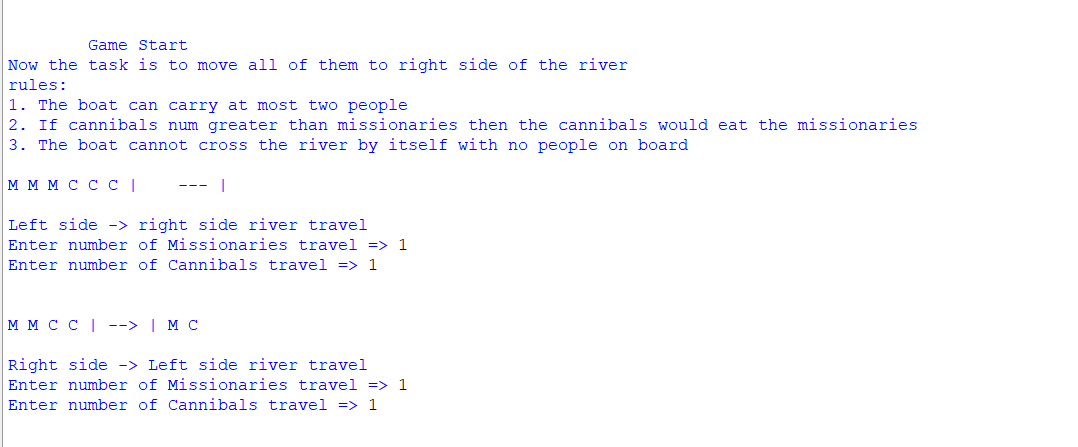 Game Start
Now the task is to move all of them to right side of the river
rules:
1. The boat can carry at most two people
2. If cannibals num greater than missionaries then the cannibals would eat the missionaries
3. The boat cannot cross the river by itself with no people on board
M M M C C C |    --- |
Left side -> right side river travel
Enter number of Missionaries travel => 1
Enter number of Cannibals travel => 1
M M C C | --> | M C
Right side -> Left side river travel
Enter number of Missionaries travel => 1
Enter number of Cannibals travel => 1